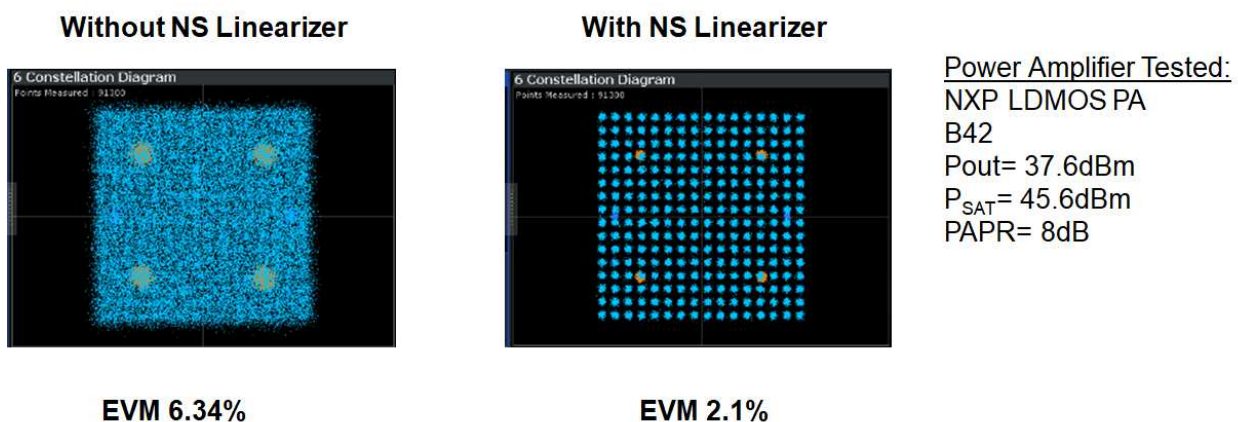 Without NS Linearizer
With NS Linearizer
6 Constellation Diagram
Points Measured : 91300
6 Constellation Diagram
Points Measured : 91300
Power Amplifier Tested:
NXP LDMOS PA
B42
Pout= 37.6dBm
PSAT= 45.6dBm
PAPR= 8dB
EVM 6.34%
EVM 2.1%